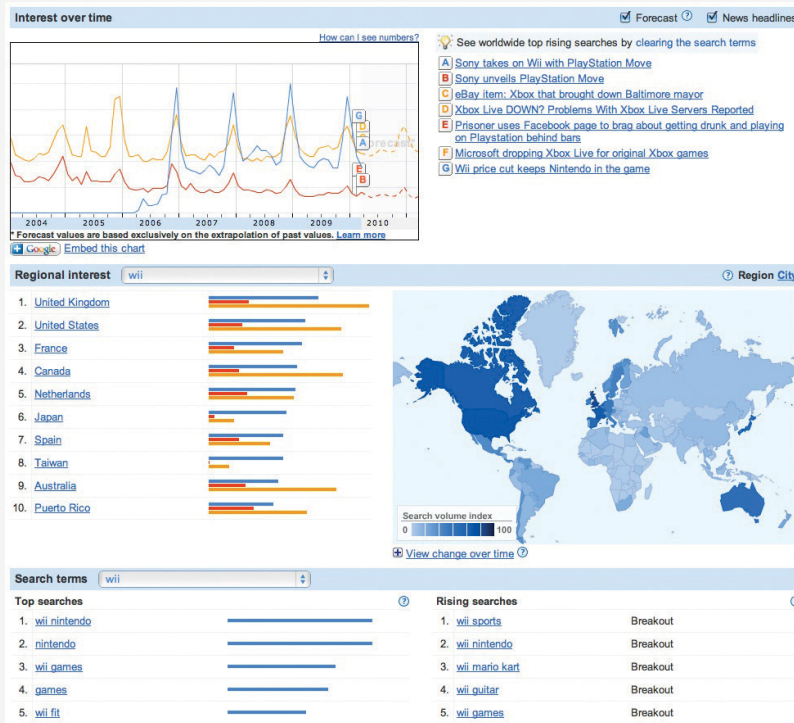 Interest over time
Forecast ? News headlines
How can I see numbers?
See worldwide top rising searches by clearing the search terms
A Sony takes on Wii with PlayStation Move
B Sony unveils PlayStation Move
C eBay item: Xbox that brought down Baltimore mayor
D Xbox Live DOWN? Problems With Xbox Live Servers Reported
E Prisoner uses Facebook page to brag about getting drunk and playing
on Playstation behind bars
F Microsoft dropping Xbox Live for original Xbox games
G Wii price cut keeps Nintendo in the game
G
D
A
E
B
2004 2005 2006 2007 2008 2009 2010
* Forecast values are based exclusively on the extrapolation of past values. Learn more
+ Google Embed this chart
Regional interest wii
? Region City
1. United Kingdom
2. United States
3. France
4. Canada
5. Netherlands
6. Japan
7. Spain
8. Taiwan
9. Australia
10. Puerto Rico
Search volume index
0 100
View change over time ?
Search terms wii
Top searches ?
1. wii nintendo
2. nintendo
3. wii games
4. games
5. wii fit
Rising searches
1. wii sports Breakout
2. wii nintendo Breakout
3. wii mario kart Breakout
4. wii guitar Breakout
5. wii games Breakout